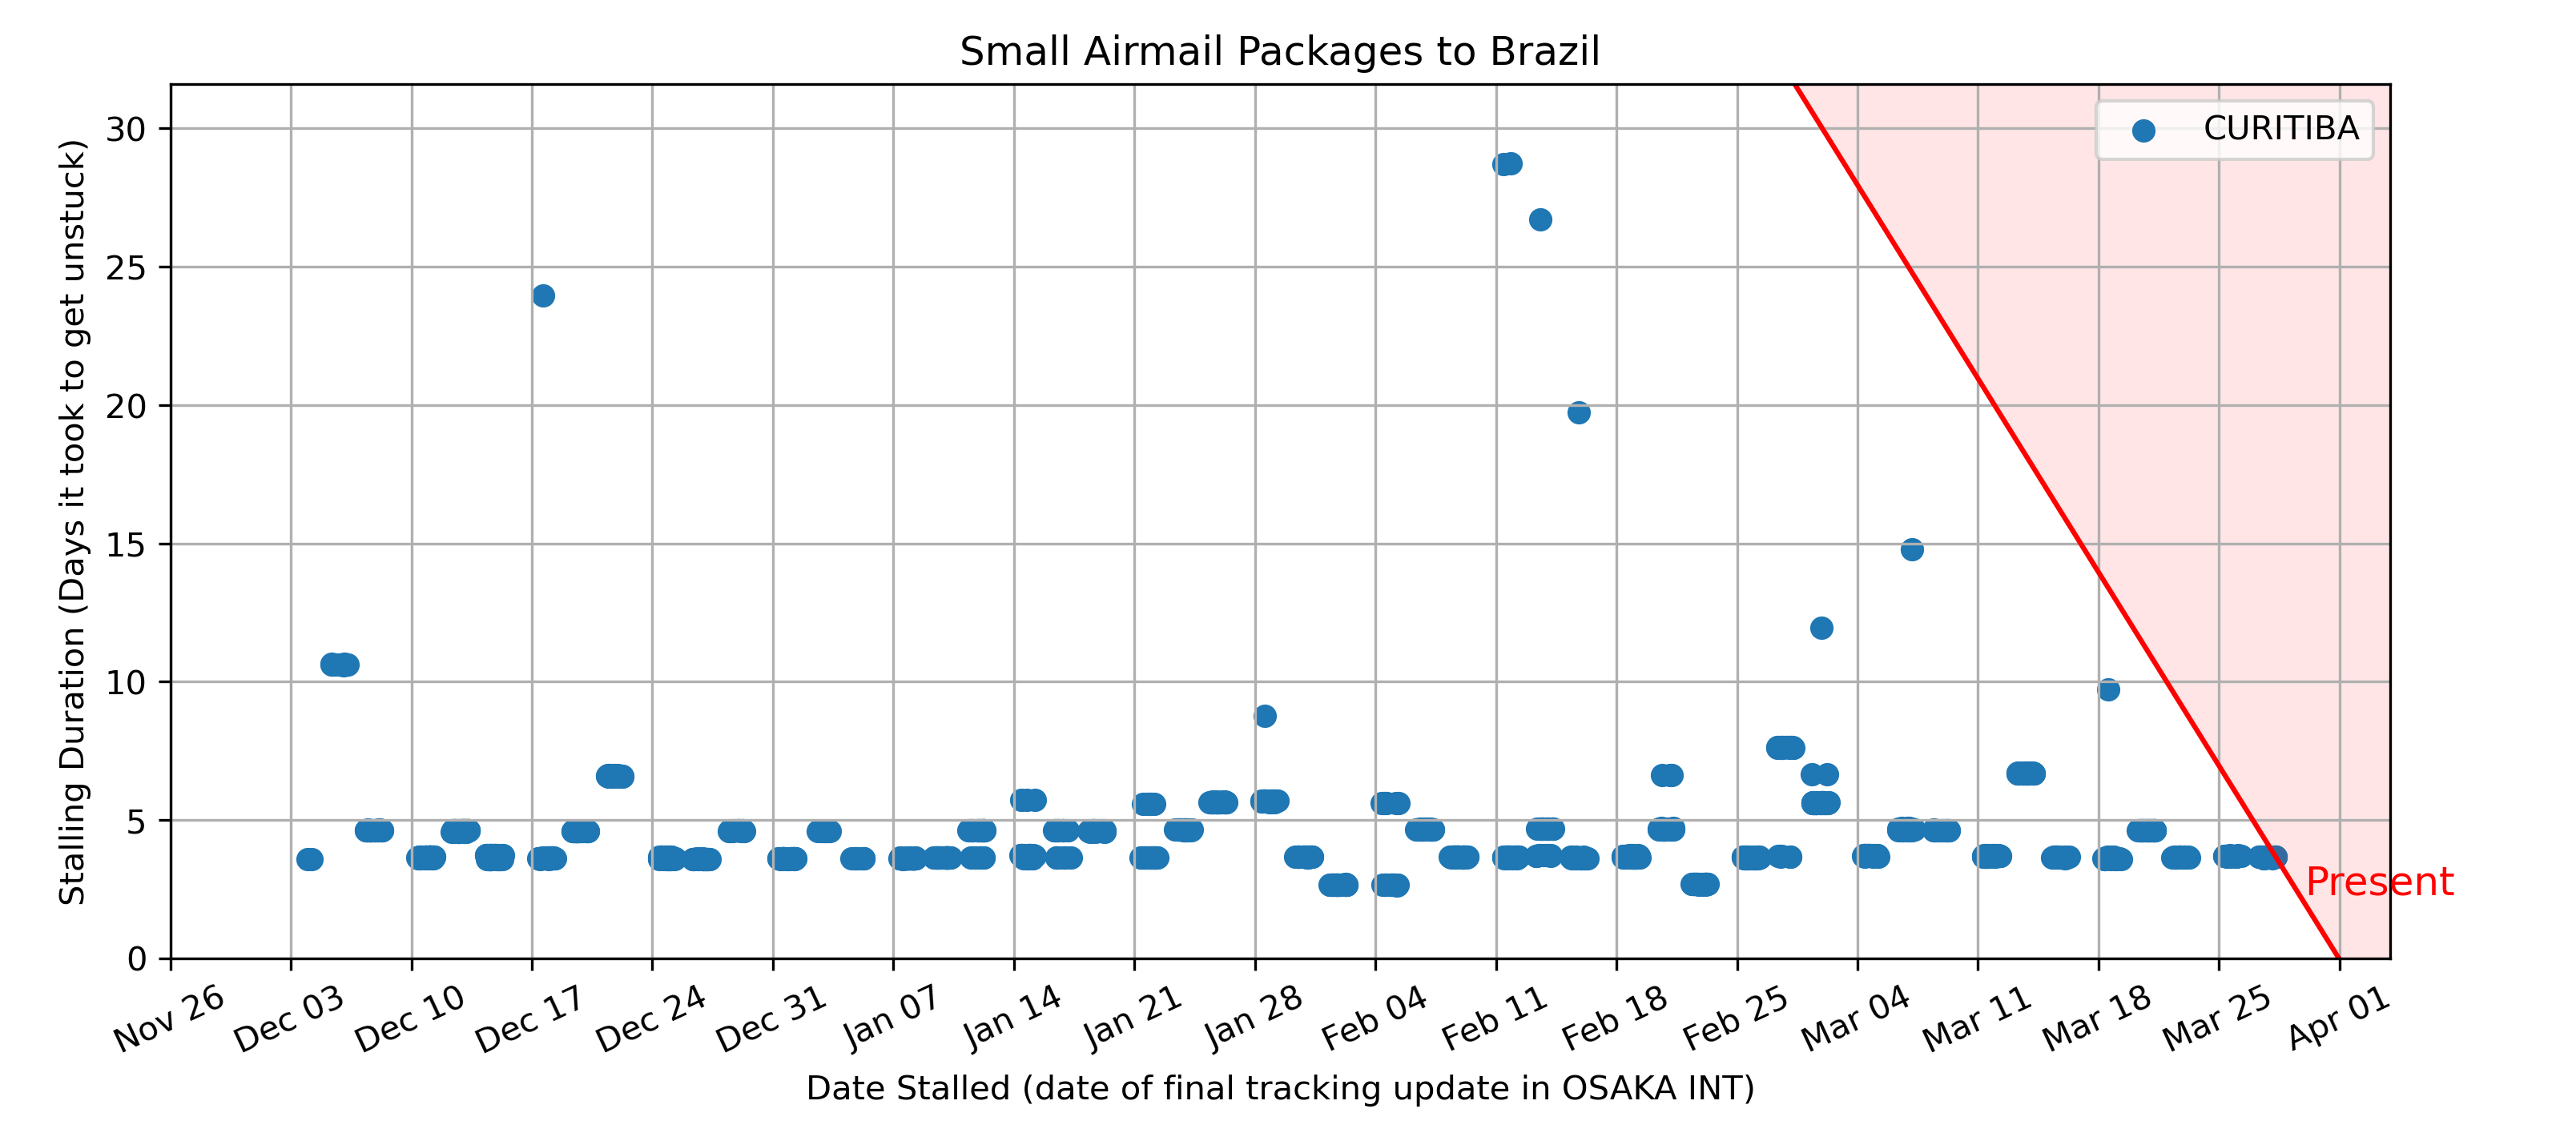 Small Airmail Packages to Brazil
CURITIBA
Stalling Duration (Days it took to get unstuck)
30
25
20
15
10
5
0
Present
Nov 26
Dec 03
Dec 10
Dec 17
Dec 24
Dec 31
Jan 07
Jan 14
Jan 21
Jan 28
Feb 04
Feb 11
Feb 18
Feb 25
Mar 04
Mar 11
Mar 18
Mar 25
Apr 01
Date Stalled (date of final tracking update in OSAKA INT)